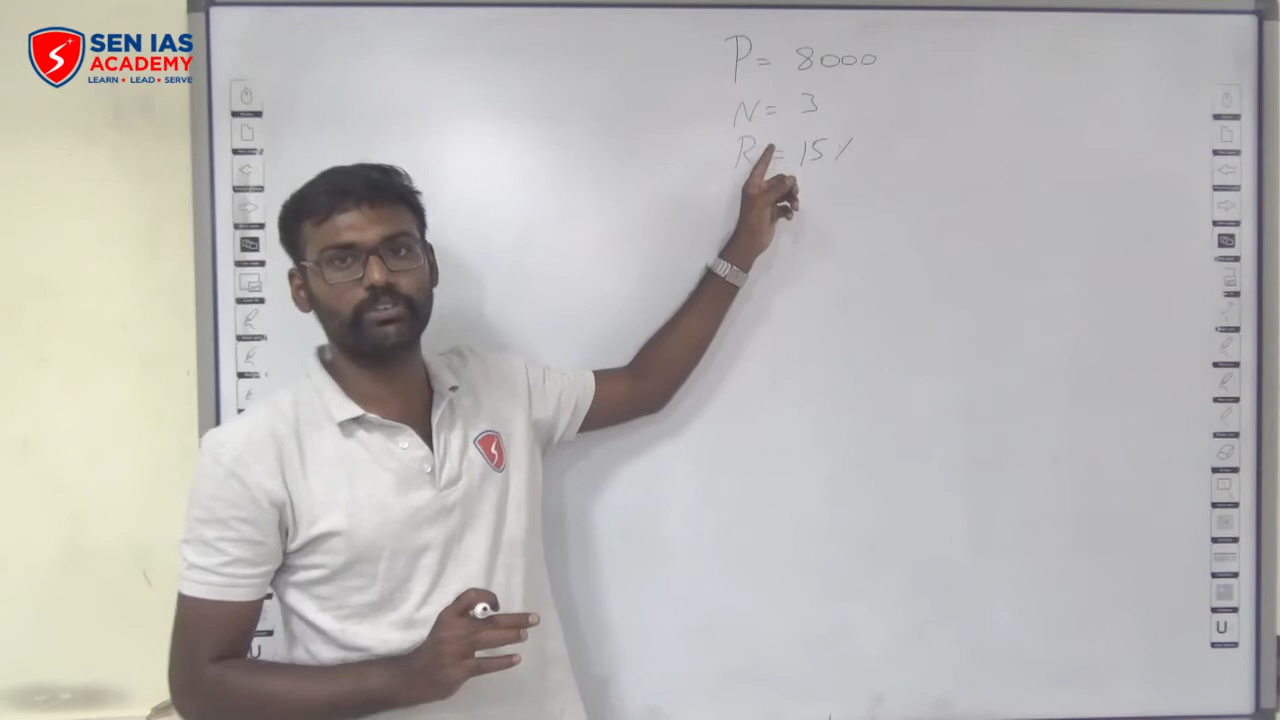 SEN IAS
ACADEMY
LEARN ★ LEAD ★ SERVE
P = 8000
N = 3
R = 15%
U
U